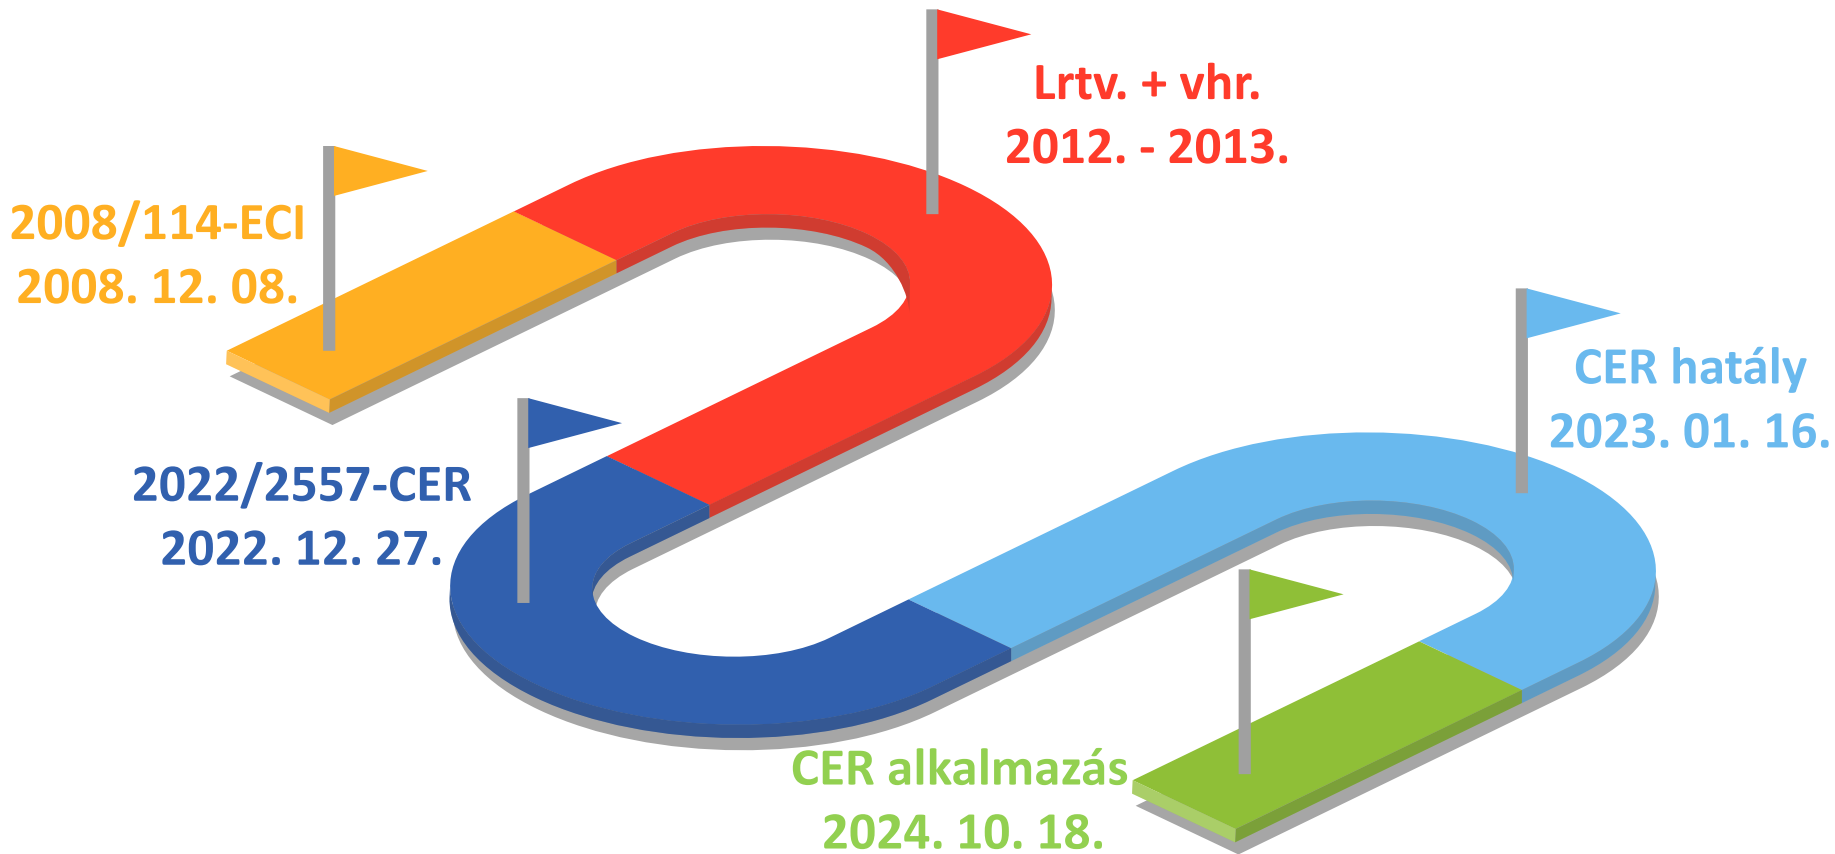 2008/114-ECI
2008. 12. 08.
Lrtv. + vhr.
2012. - 2013.
2022/2557-CER
2022. 12. 27.
CER hatály
2023. 01. 16.
CER alkalmazás
2024. 10. 18.